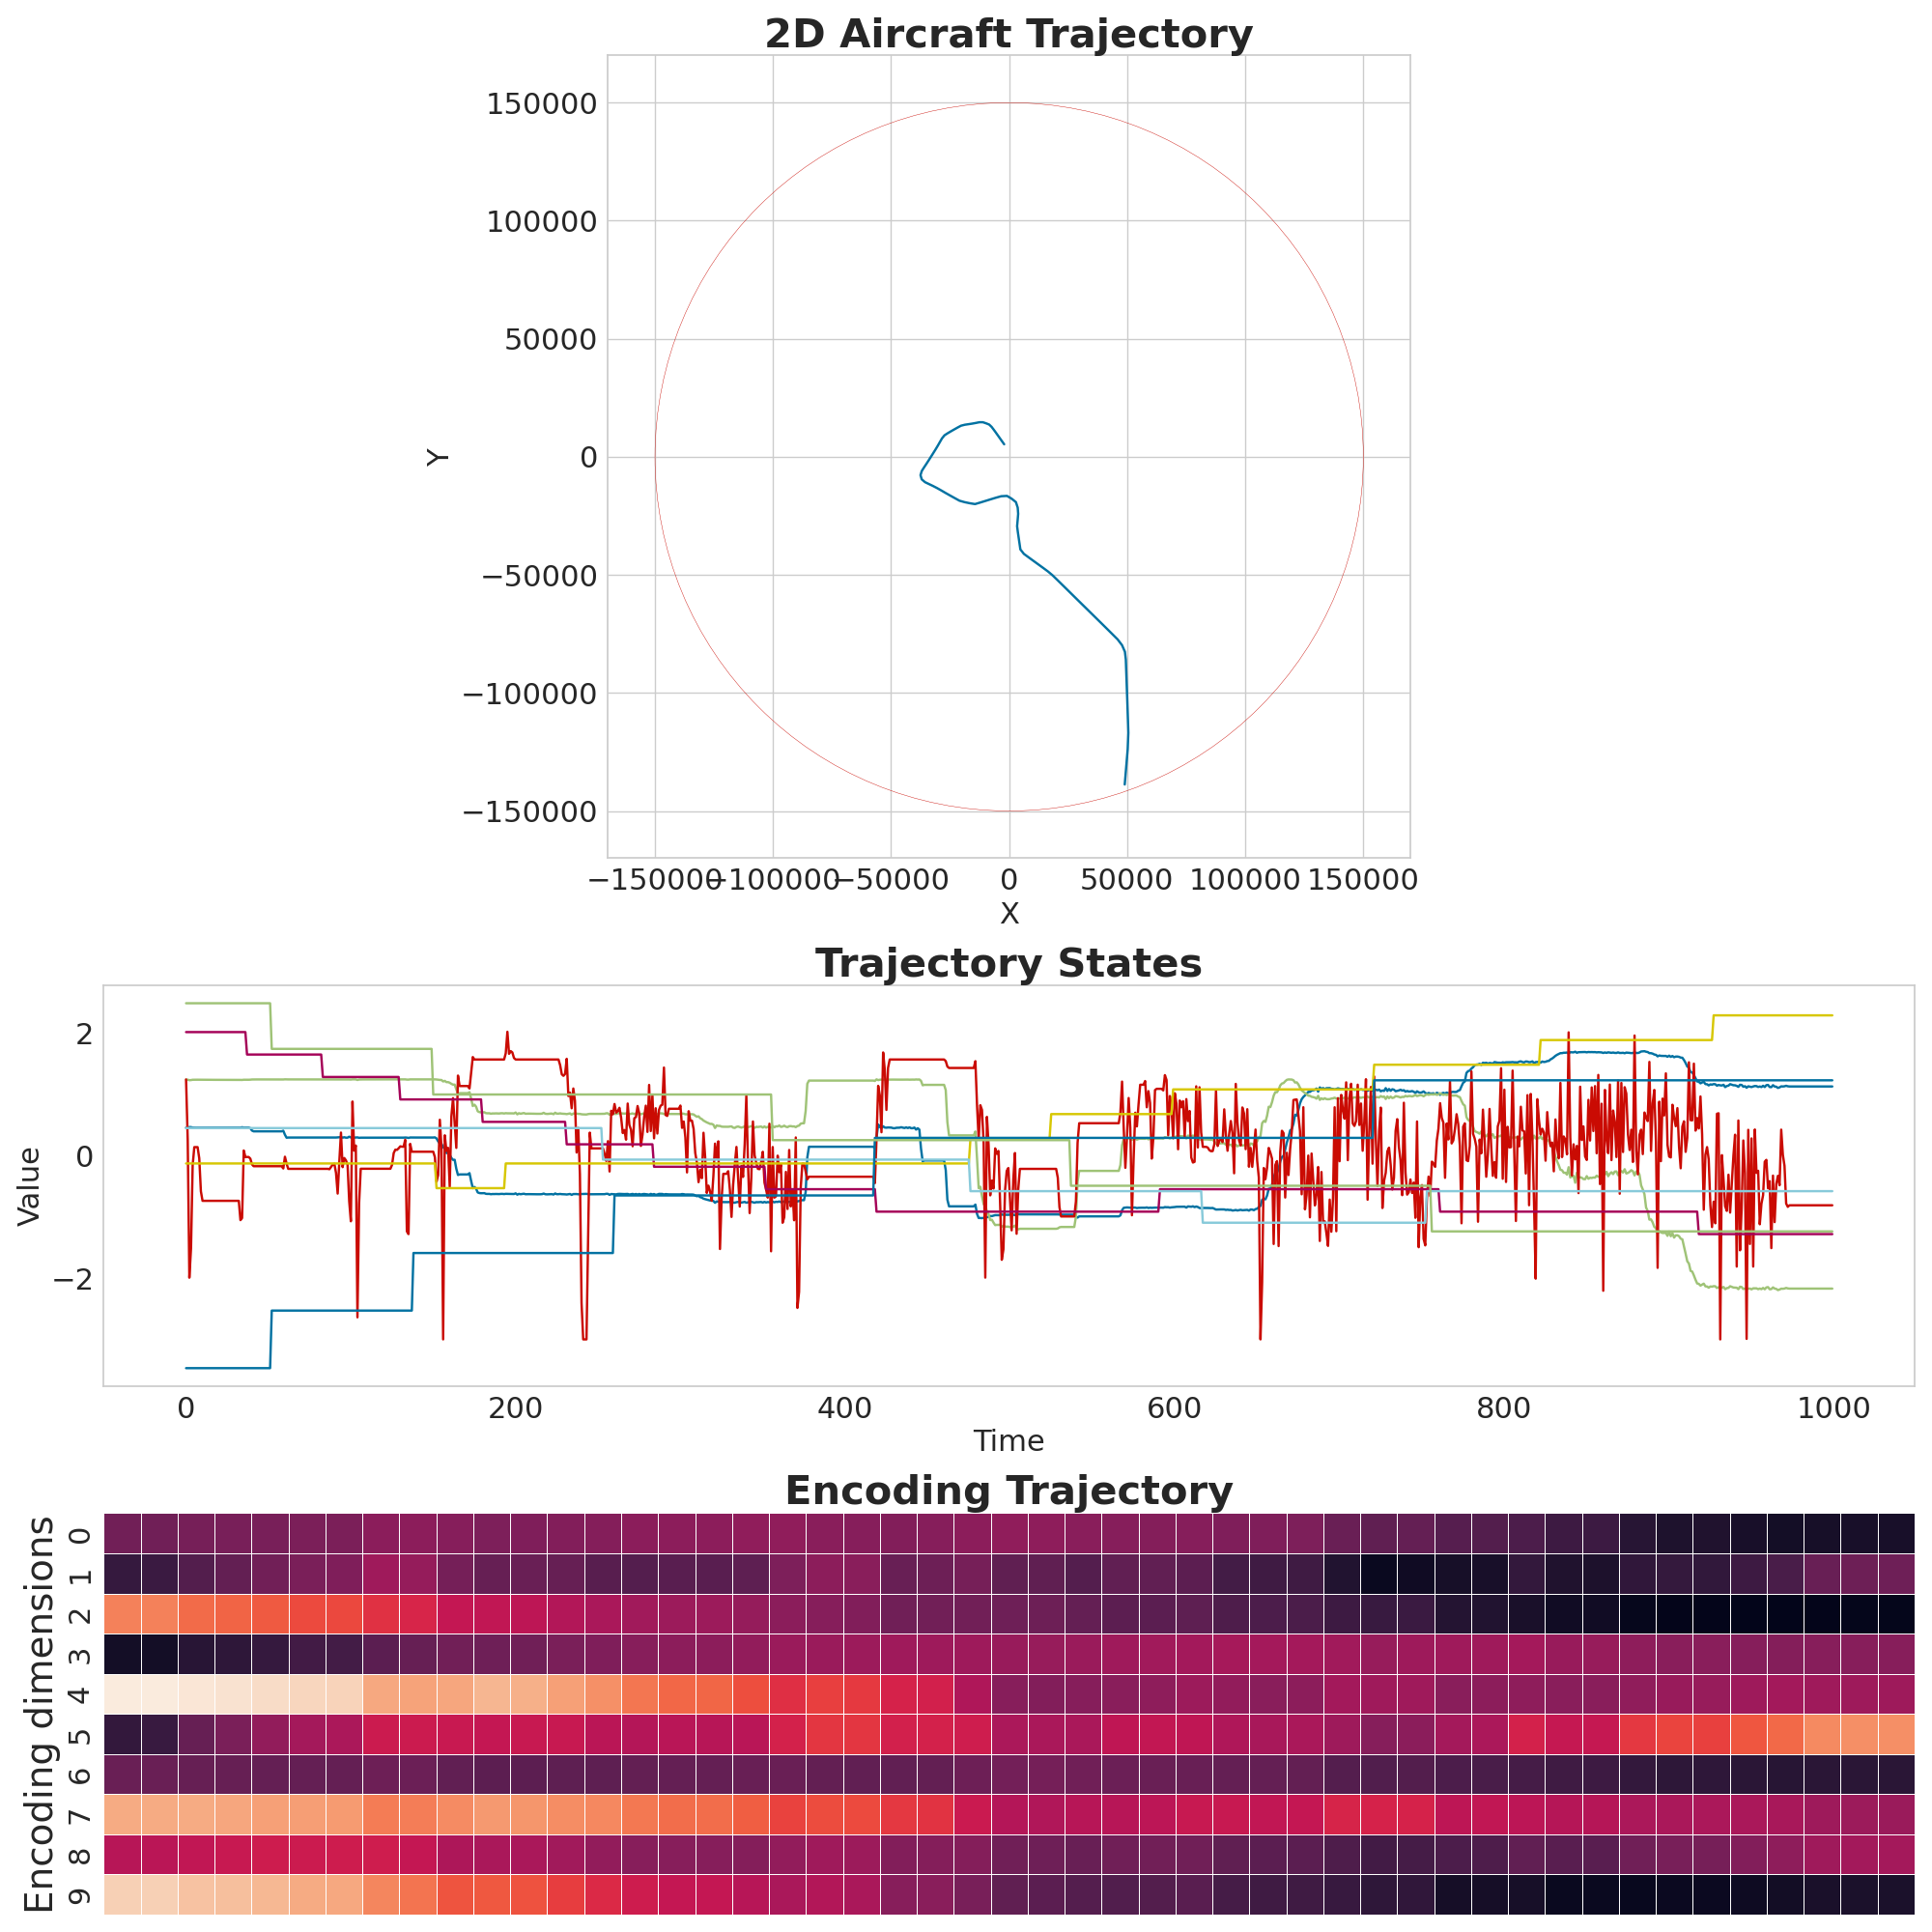 2D Aircraft Trajectory
150000
100000
50000
0
−50000
−100000
−150000
Y
−150000 −100000 −50000 0 50000 100000 150000
X
Trajectory States
2
0
−2
Value
0 200 400 600 800 1000
Time
Encoding Trajectory
Encoding dimensions
0
1
2
3
4
5
6
7
8
9